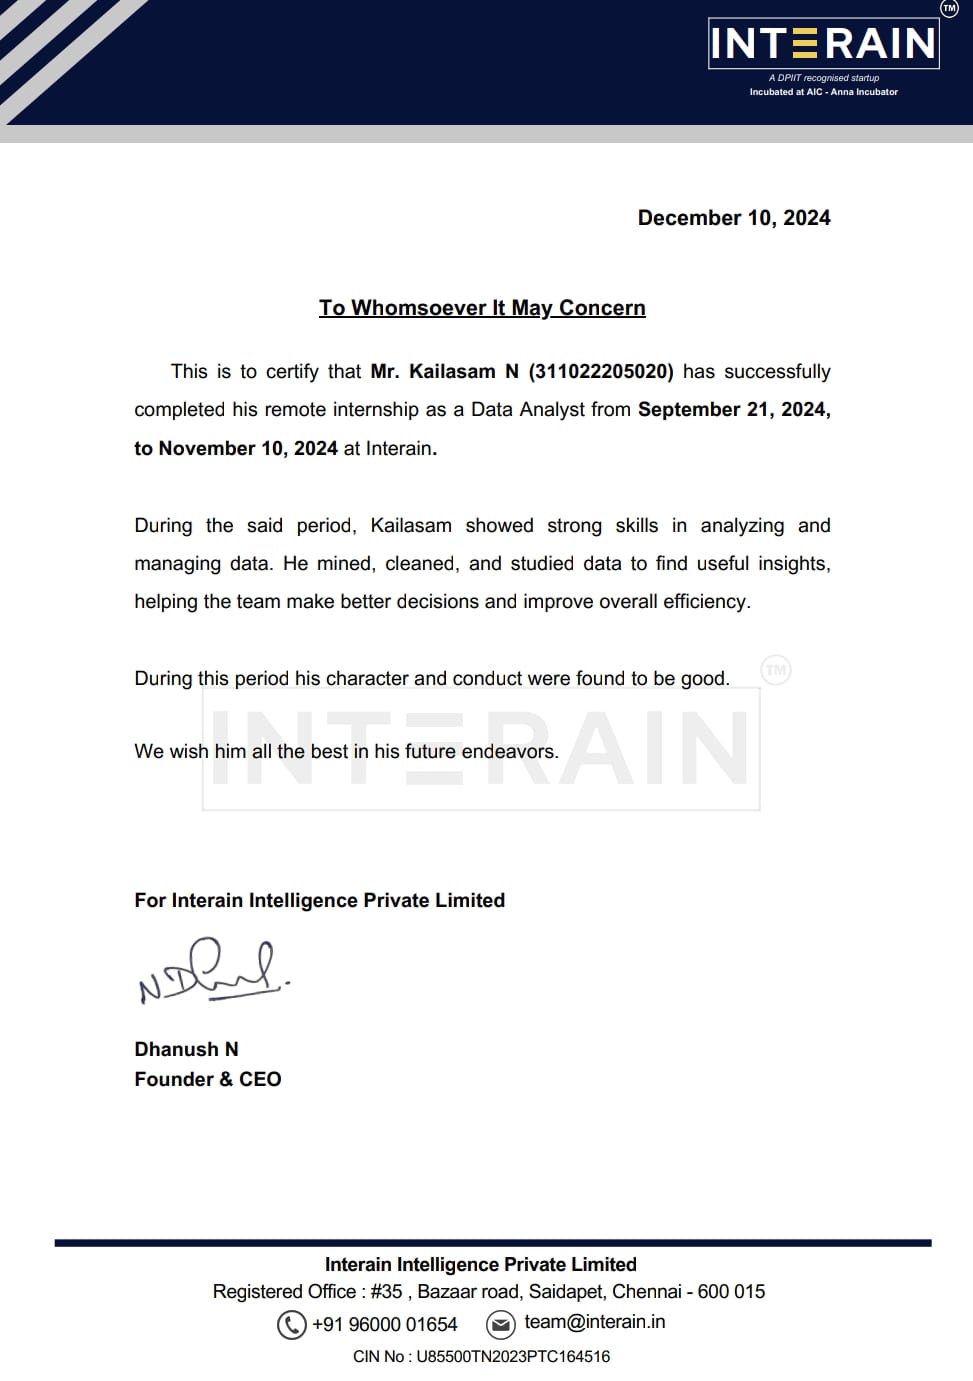 TM
INTERAIN
A DPIIT recognised startup
Incubated at AIC - Anna Incubator
December 10, 2024
To Whomsoever It May Concern
This is to certify that Mr. Kailasam N (311022205020) has successfully
completed his remote internship as a Data Analyst from September 21, 2024,
to November 10, 2024 at Interain.
During the said period, Kailasam showed strong skills in analyzing and
managing data. He mined, cleaned, and studied data to find useful insights,
helping the team make better decisions and improve overall efficiency.
TM
During this period his character and conduct were found to be good.
INTERAIN
We wish him all the best in his future endeavors.
For Interain Intelligence Private Limited
Dhanush N
Founder & CEO
Interain Intelligence Private Limited
Registered Office : #35 , Bazaar road, Saidapet, Chennai - 600 015
+91 96000 01654 team@interain.in
CIN No : U85500TN2023PTC164516